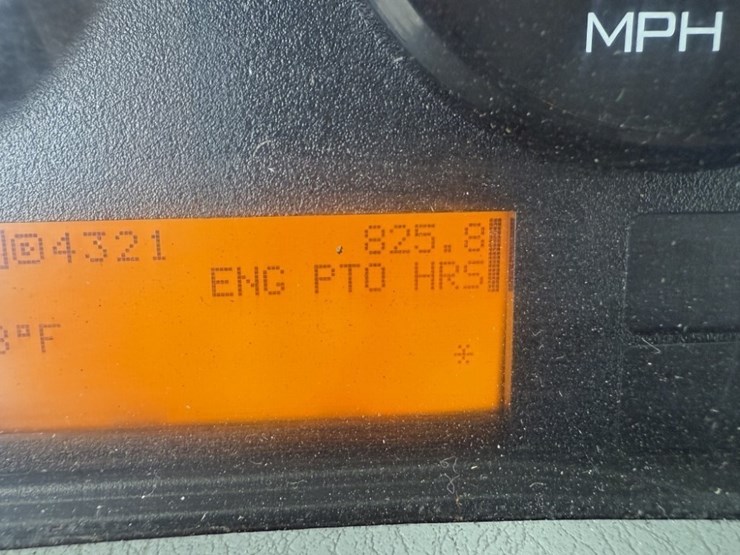 MPH
4321 825.8
ENG PTO HRS
°F
*